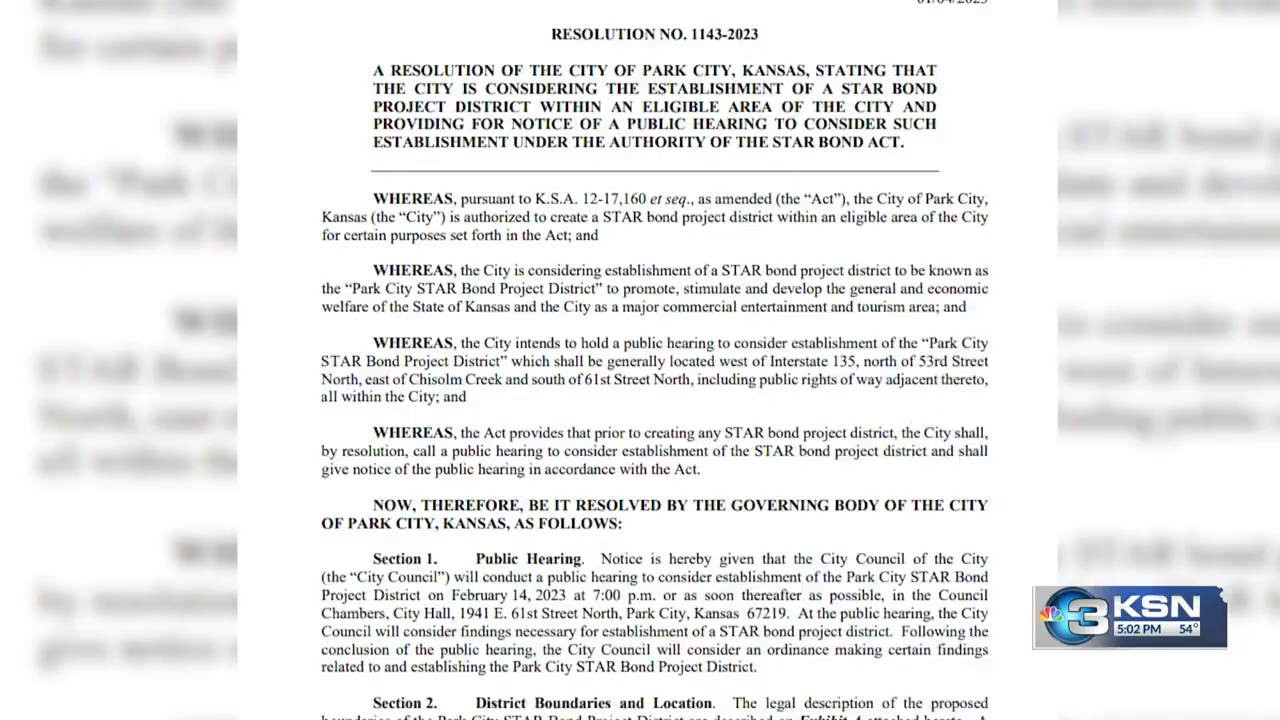 RESOLUTION NO. 1143-2023
A RESOLUTION OF THE CITY OF PARK CITY, KANSAS, STATING THAT
THE CITY IS CONSIDERING THE ESTABLISHMENT OF A STAR BOND
PROJECT DISTRICT WITHIN AN ELIGIBLE AREA OF THE CITY AND
PROVIDING FOR NOTICE OF A PUBLIC HEARING TO CONSIDER SUCH
ESTABLISHMENT UNDER THE AUTHORITY OF THE STAR BOND ACT.
WHEREAS, pursuant to K.S.A. 12-17,160 et seq., as amended (the “Act”), the City of Park City,
Kansas (the “City”) is authorized to create a STAR bond project district within an eligible area of the City
for certain purposes set forth in the Act; and
WHEREAS, the City is considering establishment of a STAR bond project district to be known as
the “Park City STAR Bond Project District” to promote, stimulate and develop the general and economic
welfare of the State of Kansas and the City as a major commercial entertainment and tourism area; and
WHEREAS, the City intends to hold a public hearing to consider establishment of the “Park City
STAR Bond Project District” which shall be generally located west of Interstate 135, north of 53rd Street
North, east of Chisolm Creek and south of 61st Street North, including public rights of way adjacent thereto,
all within the City; and
WHEREAS, the Act provides that prior to creating any STAR bond project district, the City shall,
by resolution, call a public hearing to consider establishment of the STAR bond project district and shall
give notice of the public hearing in accordance with the Act.
NOW, THEREFORE, BE IT RESOLVED BY THE GOVERNING BODY OF THE CITY
OF PARK CITY, KANSAS, AS FOLLOWS:
Section 1. Public Hearing. Notice is hereby given that the City Council of the City
(the “City Council”) will conduct a public hearing to consider establishment of the Park City STAR Bond
Project District on February 14, 2023 at 7:00 p.m. or as soon thereafter as possible, in the Council
Chambers, City Hall, 1941 E. 61st Street North, Park City, Kansas 67219. At the public hearing, the City
Council will consider findings necessary for establishment of a STAR bond project district. Following the
conclusion of the public hearing, the City Council will consider an ordinance making certain findings
related to and establishing the Park City STAR Bond Project District.
Section 2. District Boundaries and Location. The legal description of the proposed
3 KSN
5:02 PM 54°